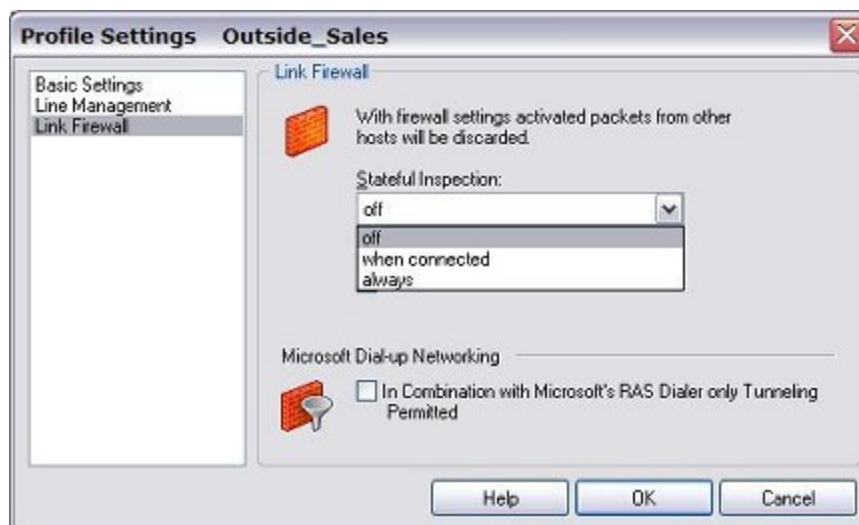 Profile Settings Outside_Sales
Basic Settings
Line Management
Link Firewall
Link Firewall
With firewall settings activated packets from other
hosts will be discarded.
Stateful Inspection:
off
off
when connected
always
Microsoft Dial-up Networking
In Combination with Microsoft's RAS Dialer only Tunneling
Permitted
Help
OK
Cancel